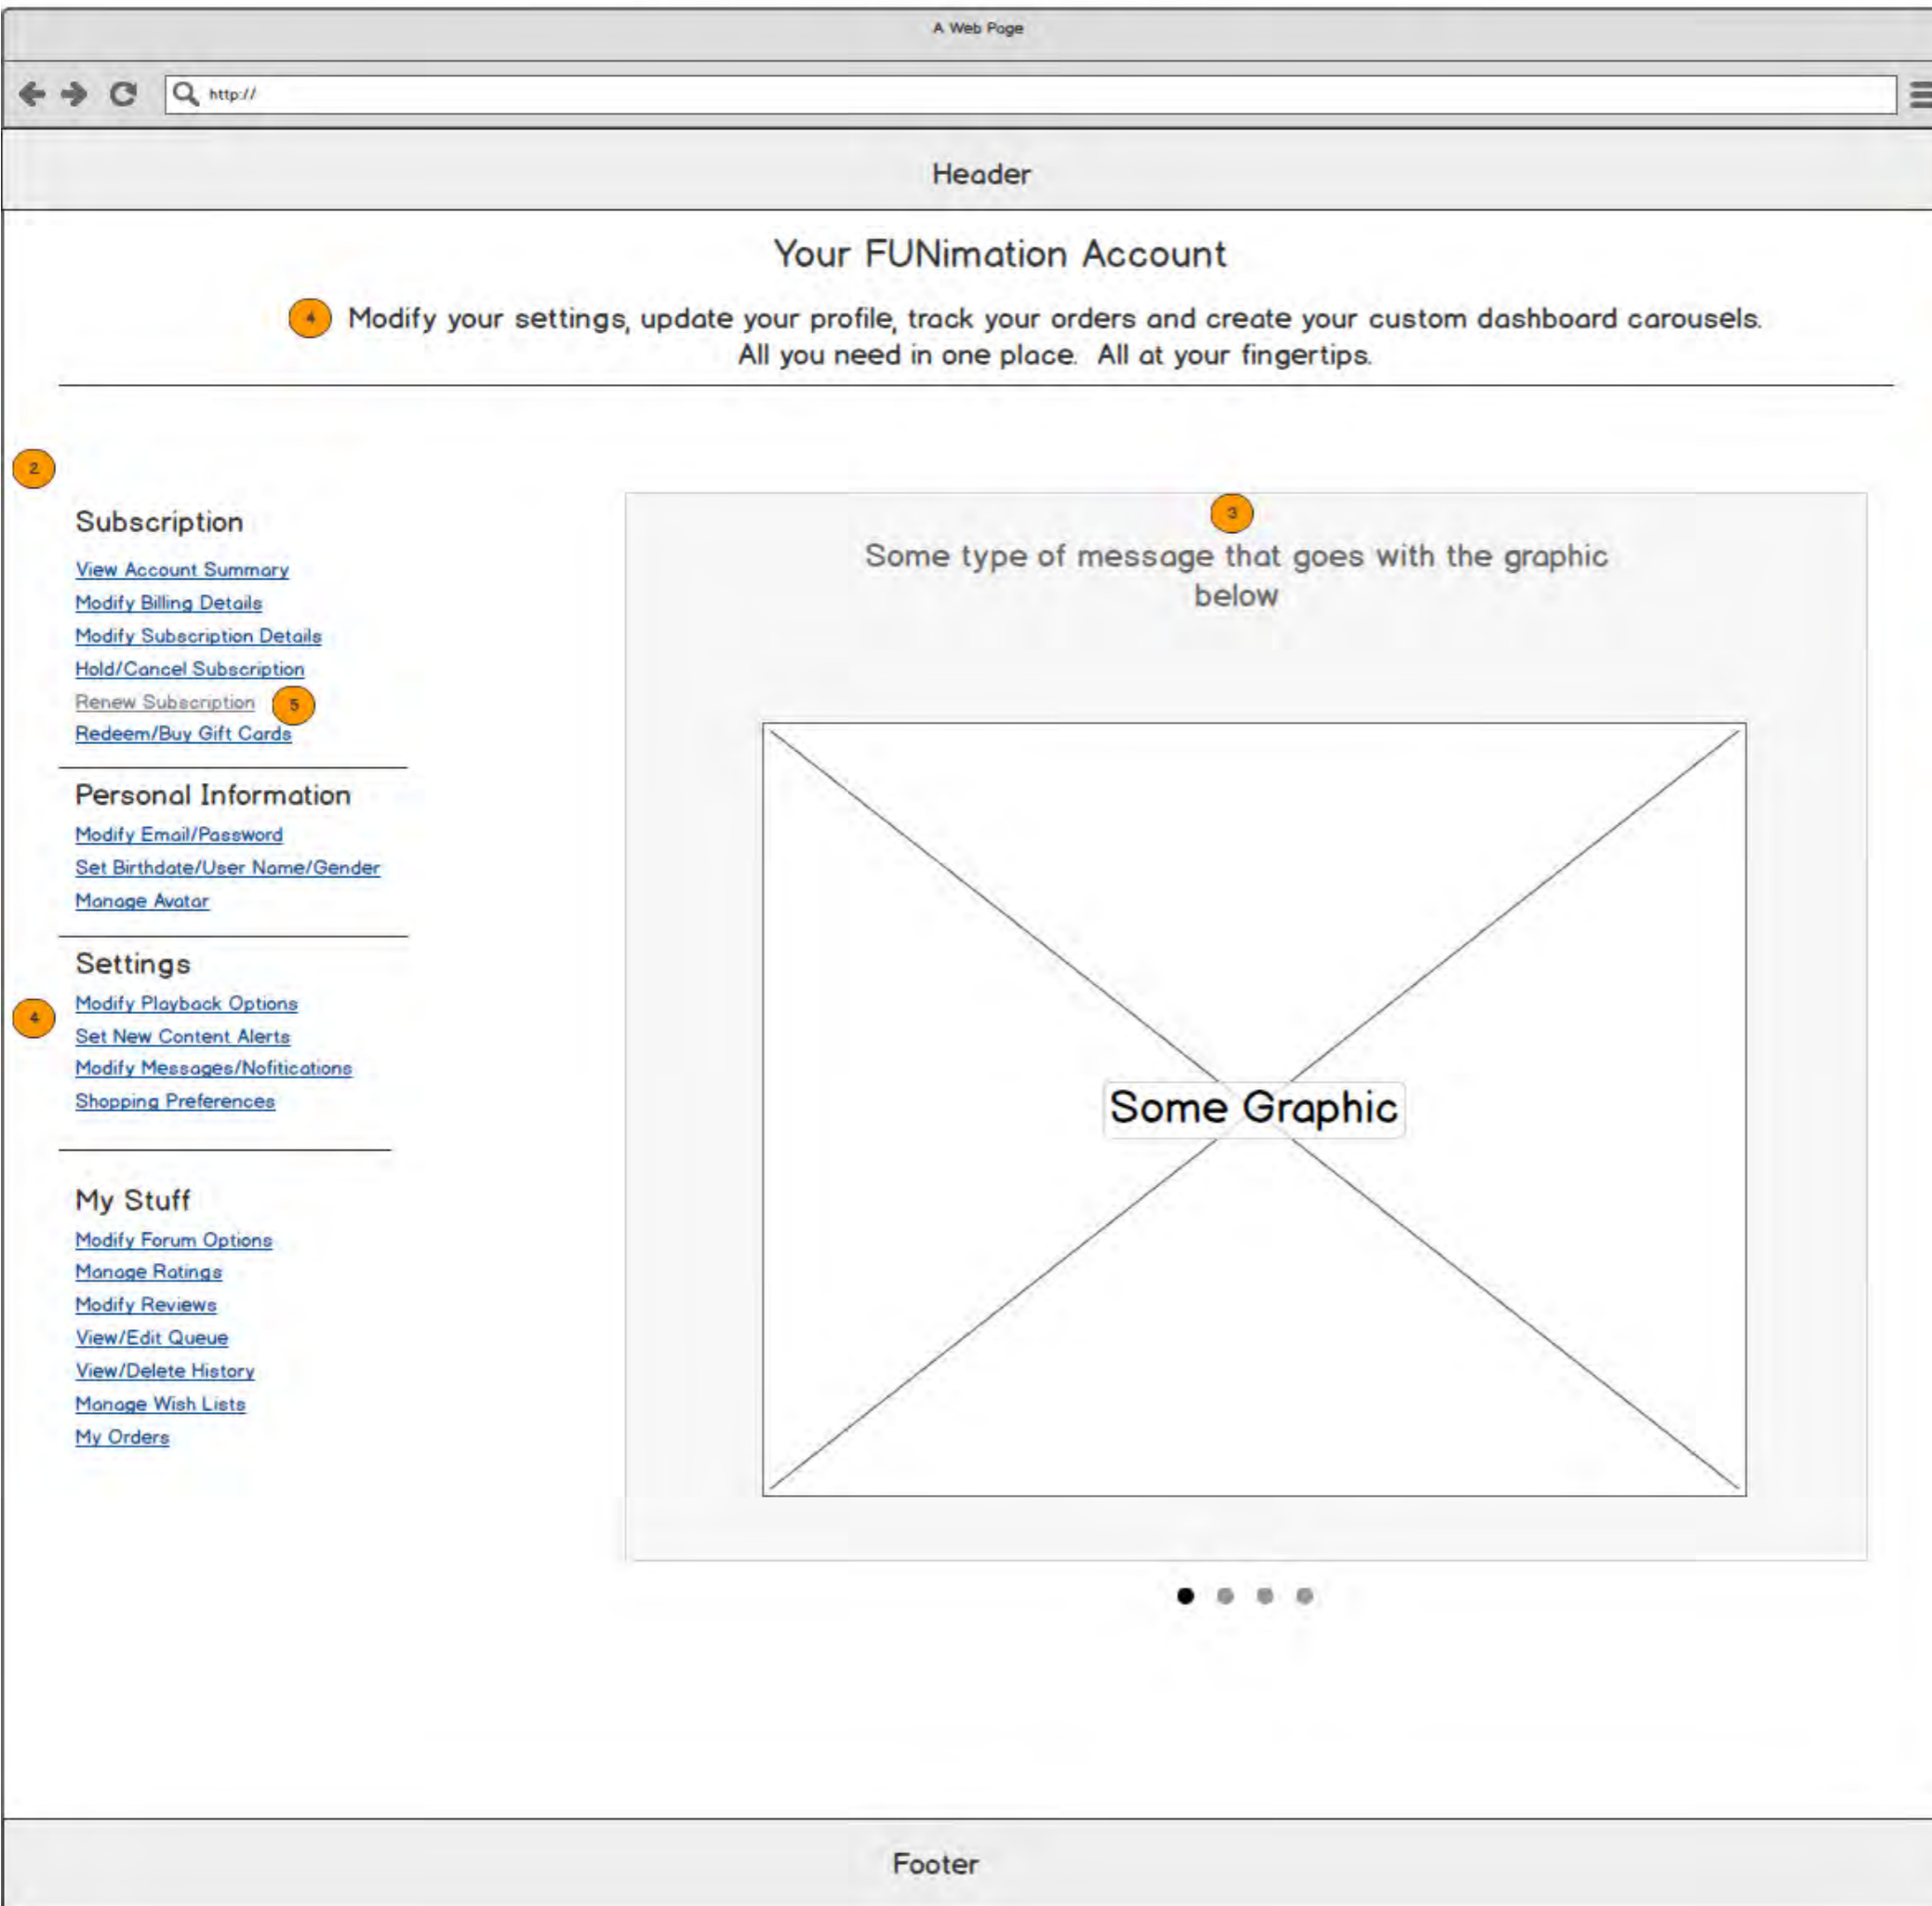 A Web Page
http://
Header
Your FUNimation Account
4
Modify your settings, update your profile, track your orders and create your custom dashboard carousels.
All you need in one place. All at your fingertips.
2
Subscription
View Account Summary
Modify Billing Details
Modify Subscription Details
Hold/Cancel Subscription
Renew Subscription
5
Redeem/Buy Gift Cards
Personal Information
Modify Email/Password
Set Birthdate/User Name/Gender
Manage Avatar
Settings
Modify Playback Options
4
Set New Content Alerts
Modify Messages/Nofitications
Shopping Preferences
My Stuff
Modify Forum Options
Manage Ratings
Modify Reviews
View/Edit Queue
View/Delete History
Manage Wish Lists
My Orders
3
Some type of message that goes with the graphic
below
Some Graphic
Footer